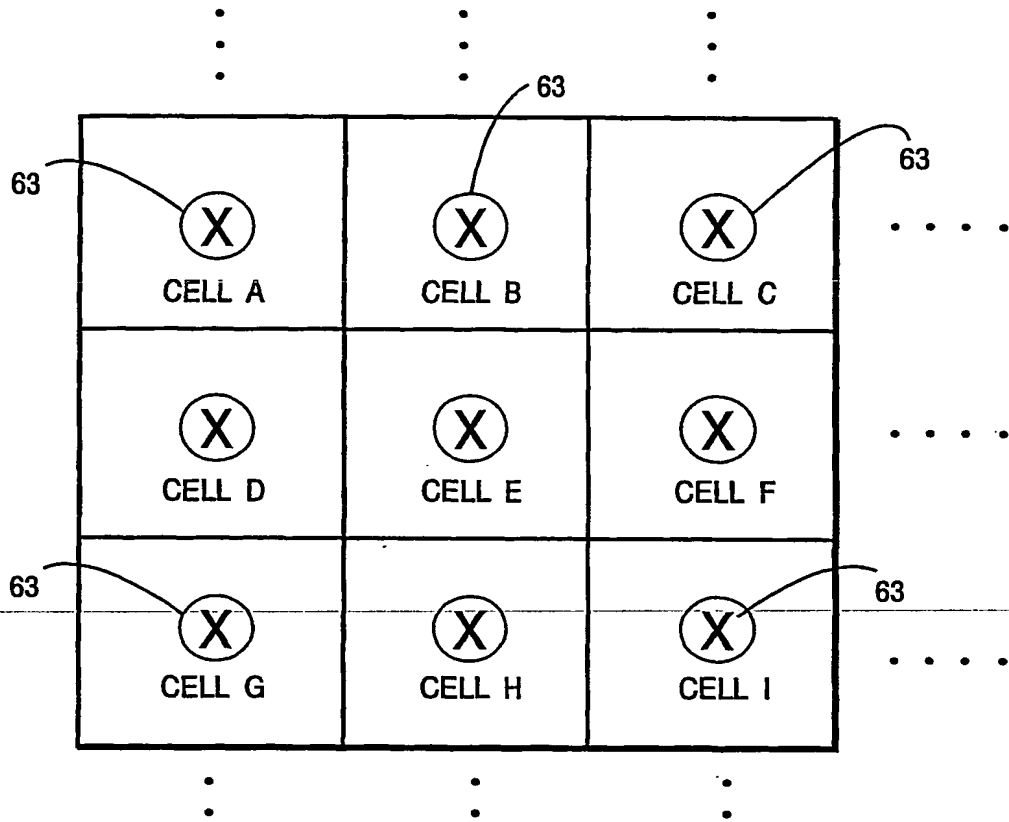 63
63
63
X X X
CELL A CELL B CELL C
X X X
CELL D CELL E CELL F
63
63
X X X
CELL G CELL H CELL I